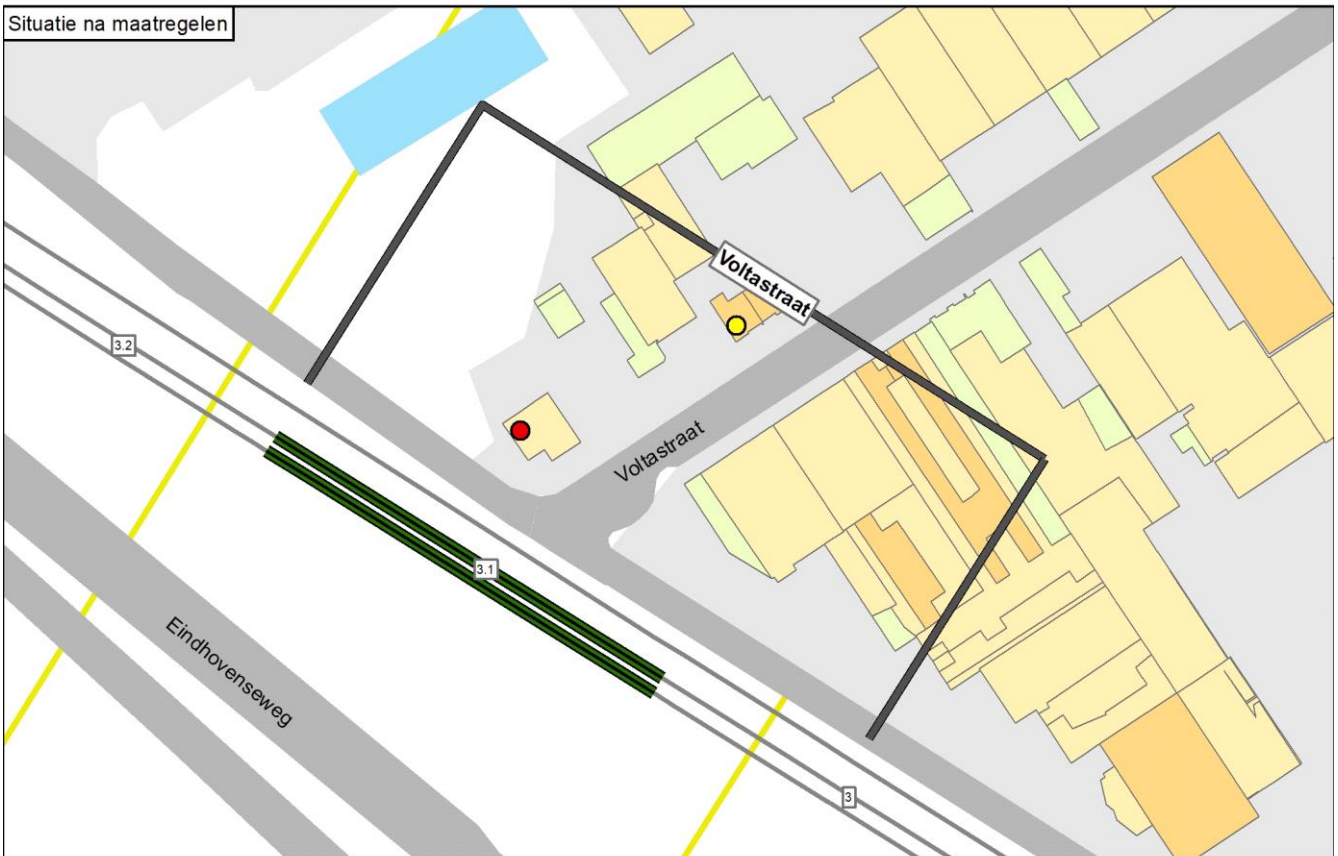 Situatie na maatregelen
Voltastraat
3.2
Voltastraat
3.1
Eindhovenseweg
3